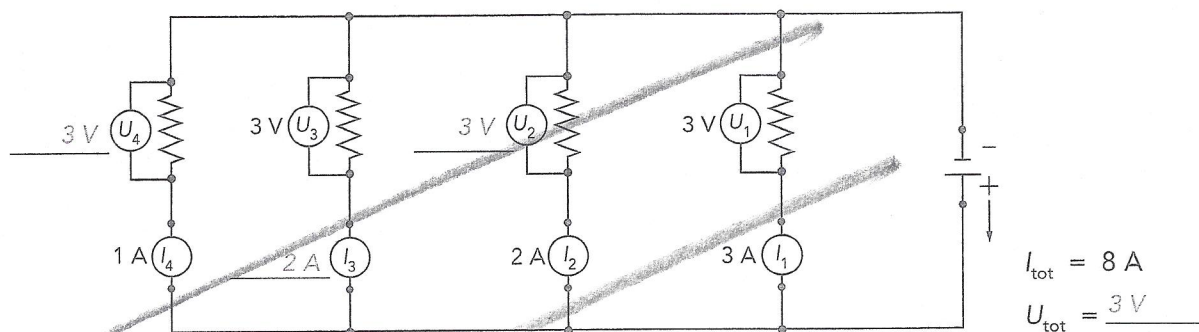 3 V U4 3 V U3 3 V U2 3 V U1 −
+
1 A I4 2 A I3 2 A I2 3 A I1
Itot = 8 A
Utot = 3 V